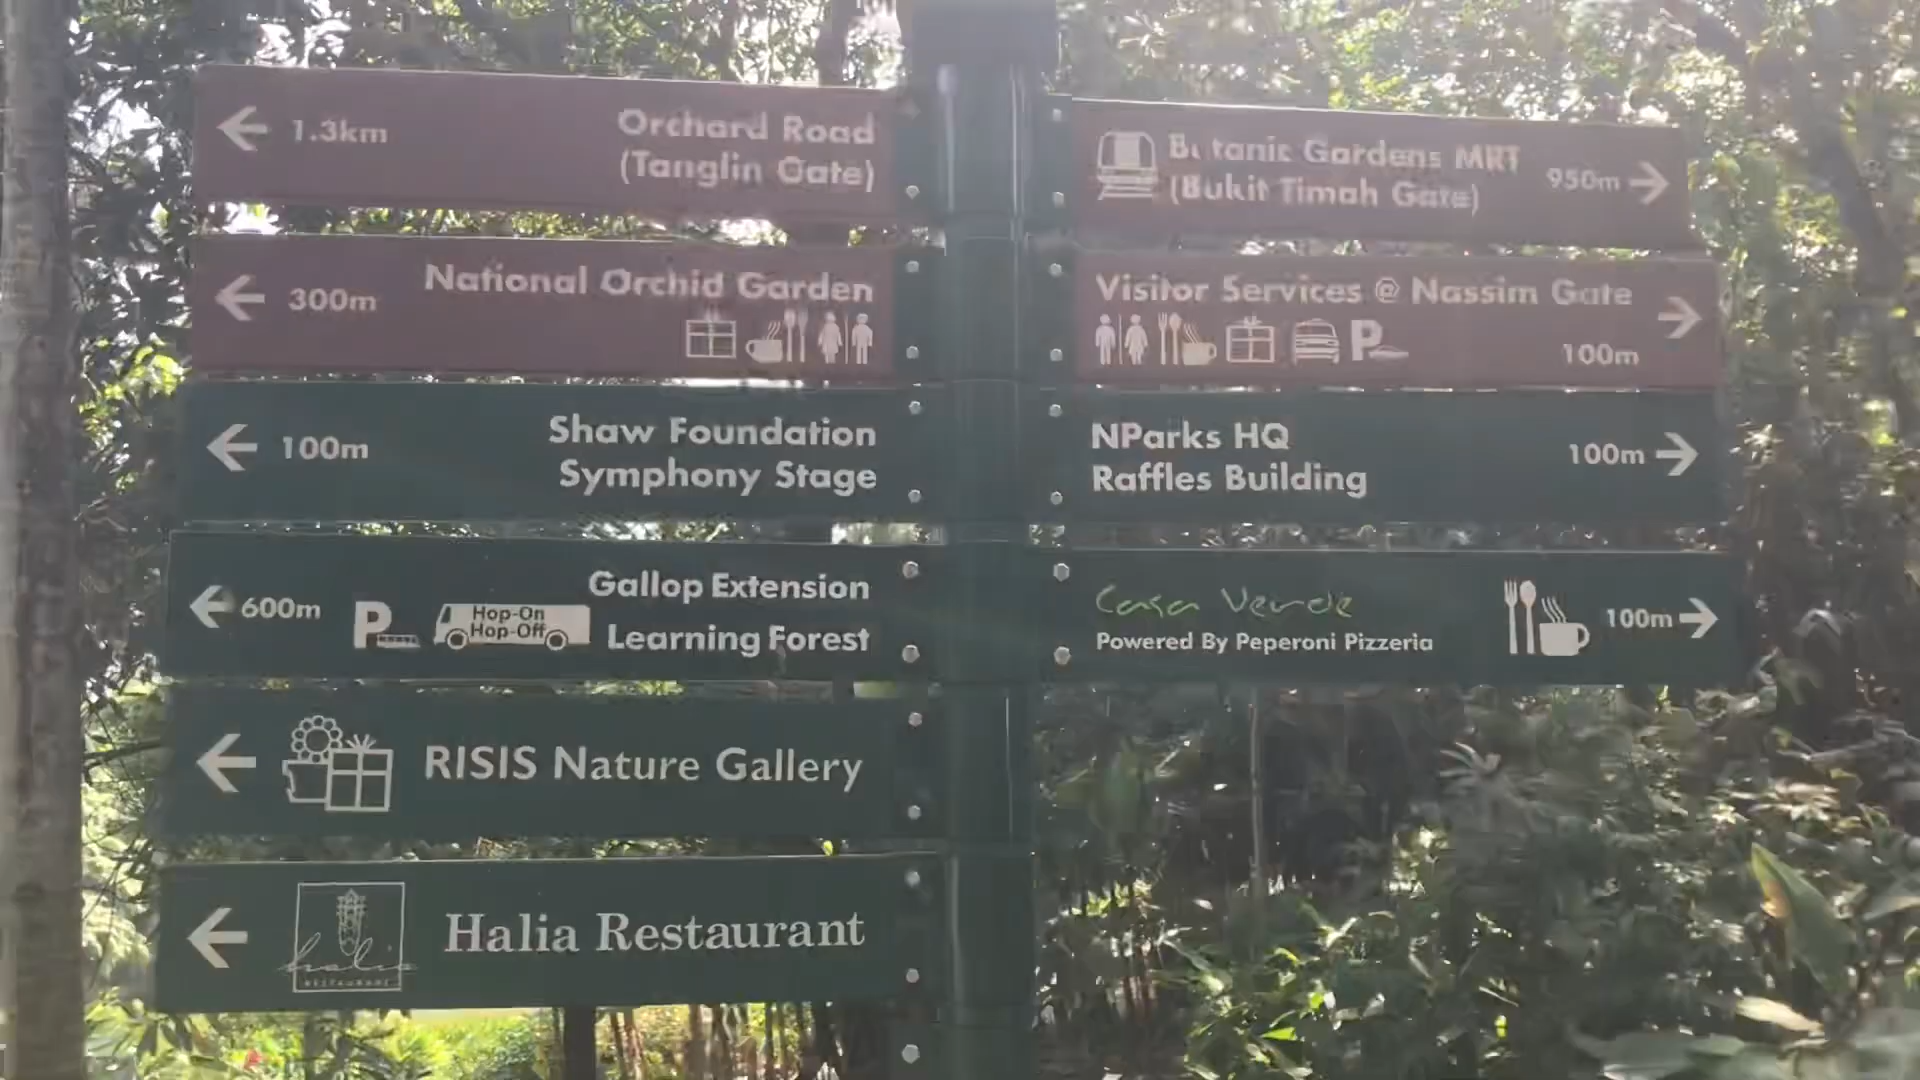 1.3km
Orchard Road
(Tanglin Gate)
300m
National Orchid Garden
100m
Shaw Foundation
Symphony Stage
600m
P
Hop-On
Hop-Off
Gallop Extension
Learning Forest
RISIS Nature Gallery
halia
RESTAURANT
Halia Restaurant
Botanic Gardens MRT
(Bukit Timah Gate)
950m
Visitor Services @ Nassim Gate
P
100m
NParks HQ
Raffles Building
100m
Casa Verde
Powered By Peperoni Pizzeria
100m